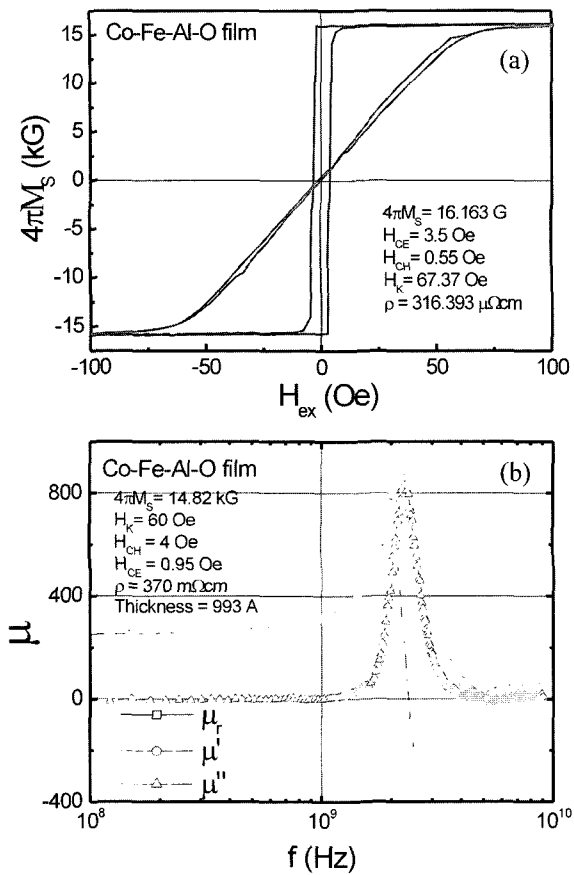 Co-Fe-Al-O film
(a)
15
10
5
0
-5
-10
-15
4πM_S (kG)
4πM_S = 16.163 G
H_CE = 3.5 Oe
H_CH = 0.55 Oe
H_K = 67.37 Oe
ρ = 316.393 μΩcm
-100 -50 0 50 100
H_ex (Oe)
Co-Fe-Al-O film
(b)
4πM_S = 14.82 kG
H_K = 60 Oe
H_CH = 4 Oe
H_CE = 0.95 Oe
ρ = 370 mΩcm
Thickness = 993 A
800
400
0
-400
μ
μ_r
μ'
μ"
10^8 10^9 10^10
f (Hz)